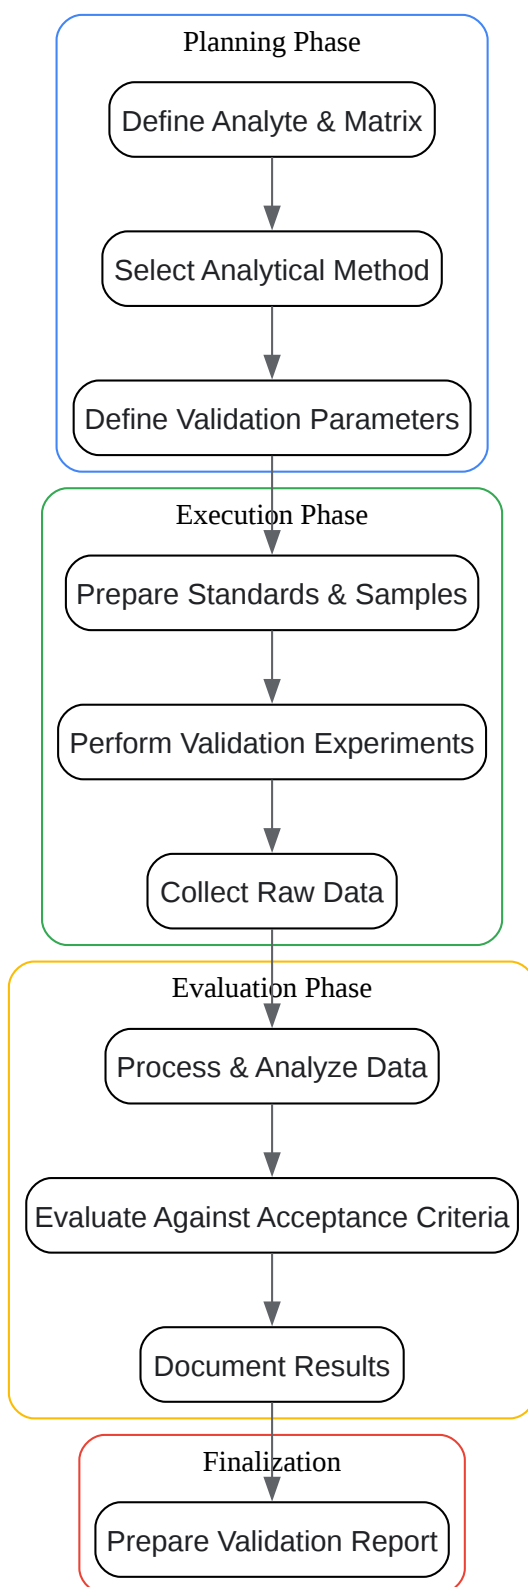 Planning Phase
Define Analyte & Matrix
Select Analytical Method
Define Validation Parameters
Execution Phase
Prepare Standards & Samples
Perform Validation Experiments
Collect Raw Data
Evaluation Phase
Process & Analyze Data
Evaluate Against Acceptance Criteria
Document Results
Finalization
Prepare Validation Report